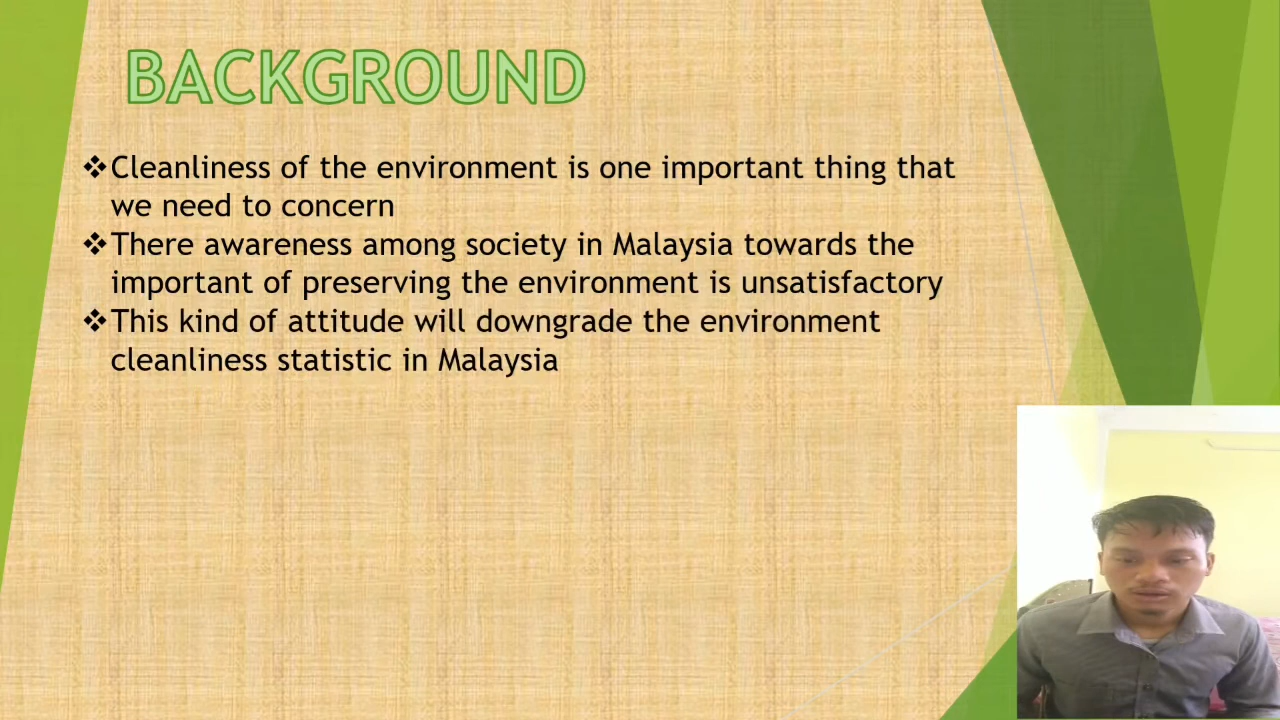 BACKGROUND
❖Cleanliness of the environment is one important thing that
we need to concern
❖There awareness among society in Malaysia towards the
important of preserving the environment is unsatisfactory
❖This kind of attitude will downgrade the environment
cleanliness statistic in Malaysia